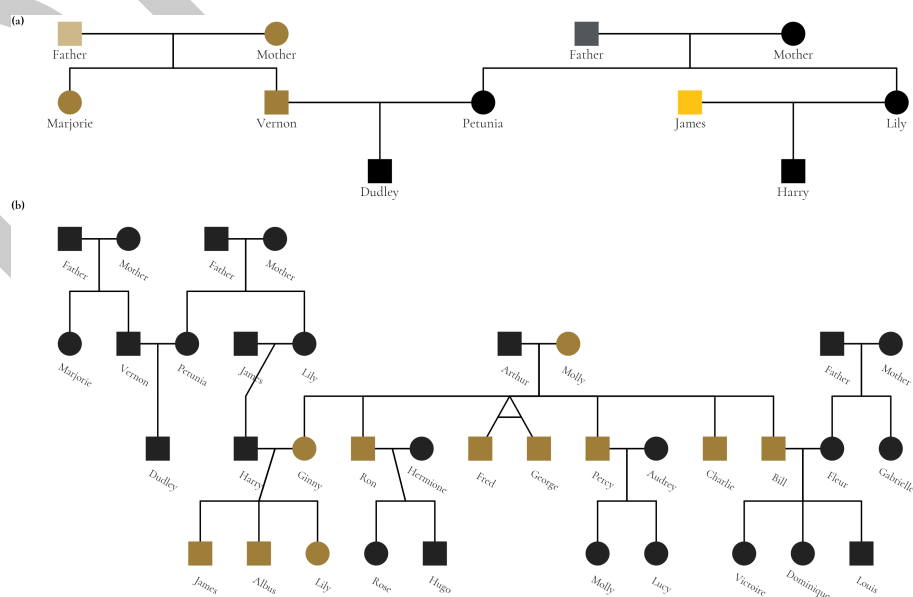 (a)
Father Mother Father Mother
Marjorie Vernon Petunia James Lily
Dudley Harry
(b)
Father Mother Father Mother
Marjorie Vernon Petunia James Lily Arthur Molly Father Mother
Dudley Harry Ginny Ron Hermione Fred George Percy Audrey Charlie Bill Fleur Gabrielle
James Albus Lily Rose Hugo Molly Lucy Victoire Dominique Louis